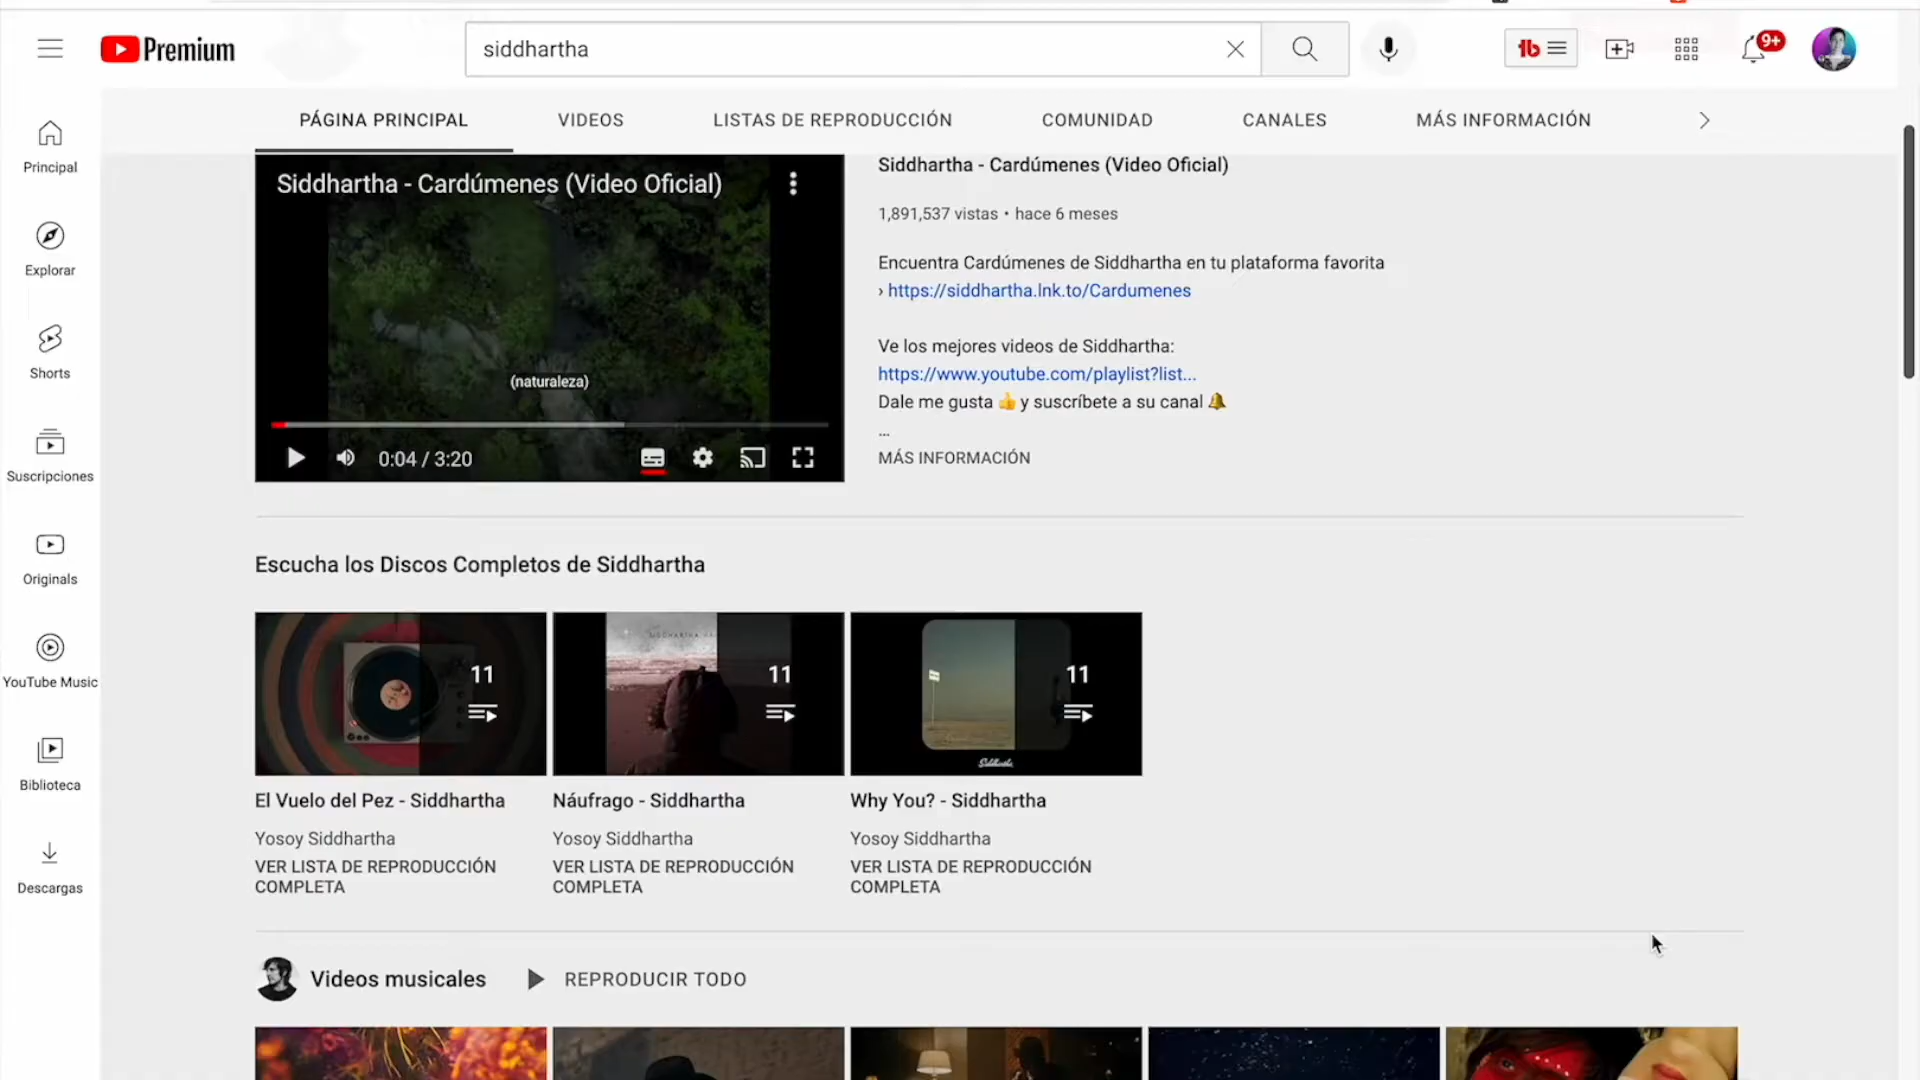 Premium
siddhartha
9+
PÁGINA PRINCIPAL
VIDEOS
LISTAS DE REPRODUCCIÓN
COMUNIDAD
CANALES
MÁS INFORMACIÓN
Principal
Explorar
Shorts
Suscripciones
Originals
YouTube Music
Biblioteca
Descargas
Siddhartha - Cardúmenes (Video Oficial)
(naturaleza)
0:04 / 3:20
Siddhartha - Cardúmenes (Video Oficial)
1,891,537 vistas • hace 6 meses
Encuentra Cardúmenes de Siddhartha en tu plataforma favorita
› https://siddhartha.lnk.to/Cardumenes
Ve los mejores videos de Siddhartha:
https://www.youtube.com/playlist?list...
Dale me gusta 👍 y suscríbete a su canal 🔔
...
MÁS INFORMACIÓN
Escucha los Discos Completos de Siddhartha
11
El Vuelo del Pez - Siddhartha
Yosoy Siddhartha
VER LISTA DE REPRODUCCIÓN
COMPLETA
11
Náufrago - Siddhartha
Yosoy Siddhartha
VER LISTA DE REPRODUCCIÓN
COMPLETA
11
Siddhartha
Why You? - Siddhartha
Yosoy Siddhartha
VER LISTA DE REPRODUCCIÓN
COMPLETA
Videos musicales
REPRODUCIR TODO